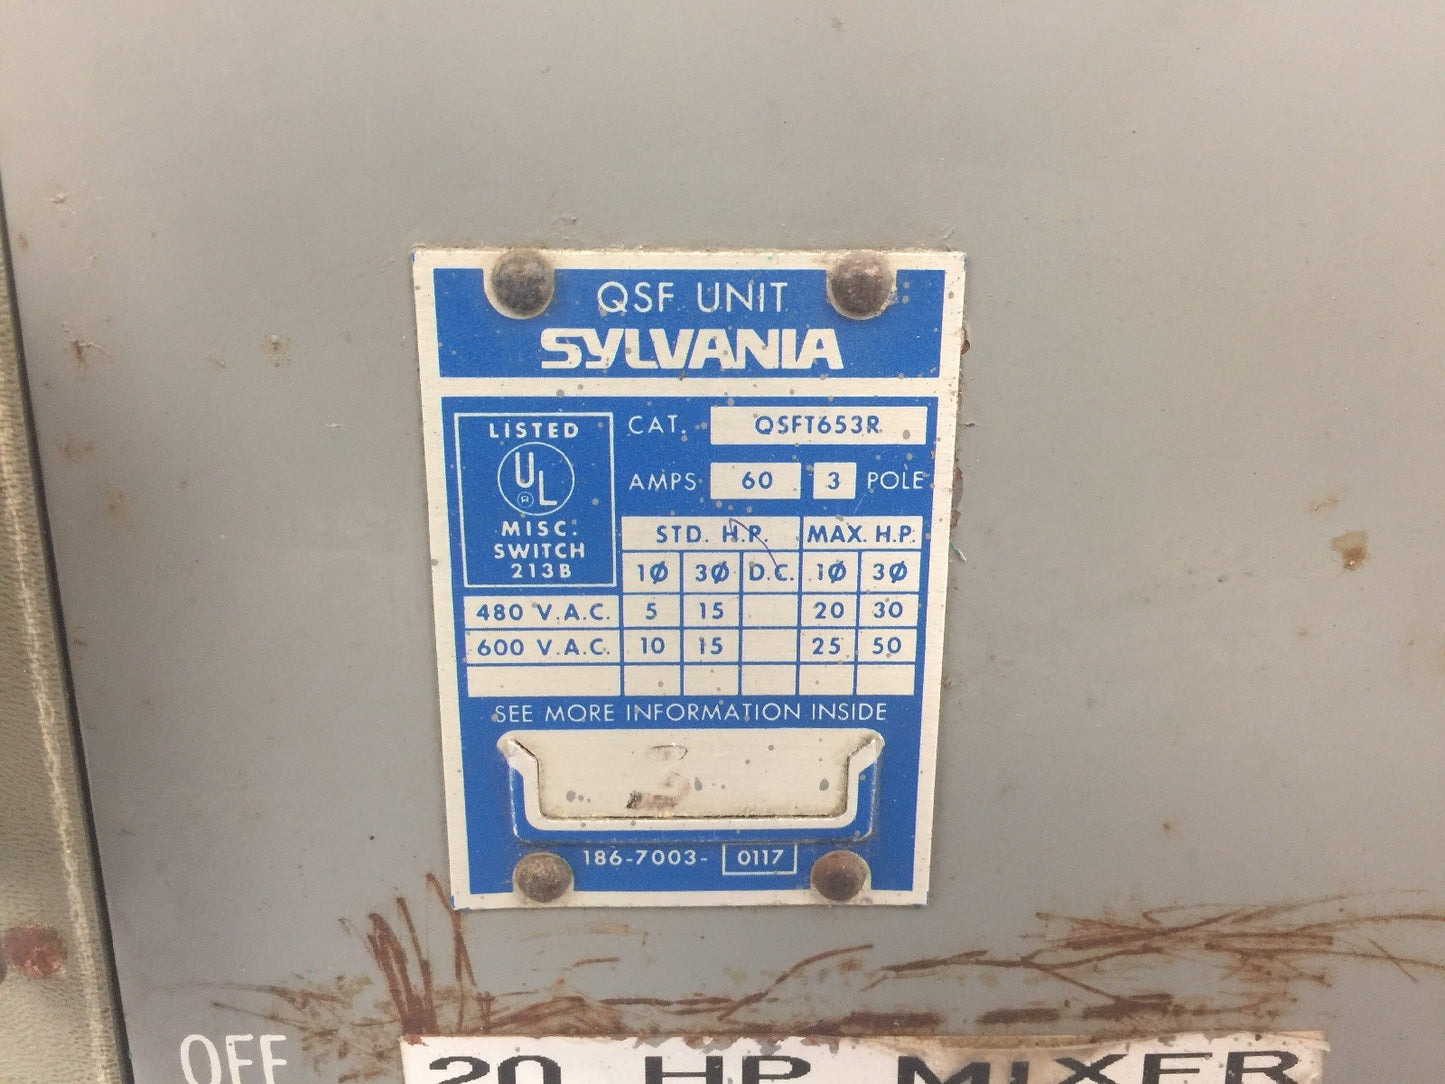 QSF UNIT
SYLVANIA
LISTED
UL
®
MISC.
SWITCH
213B
CAT. QSFT653R
AMPS 60 3 POLE
STD. H.P. MAX. H.P.
1Ø 3Ø D.C. 1Ø 3Ø
480 V.A.C. 5 15 20 30
600 V.A.C. 10 15 25 50
SEE MORE INFORMATION INSIDE
186-7003- 0117
OFF
20 HP MIXER